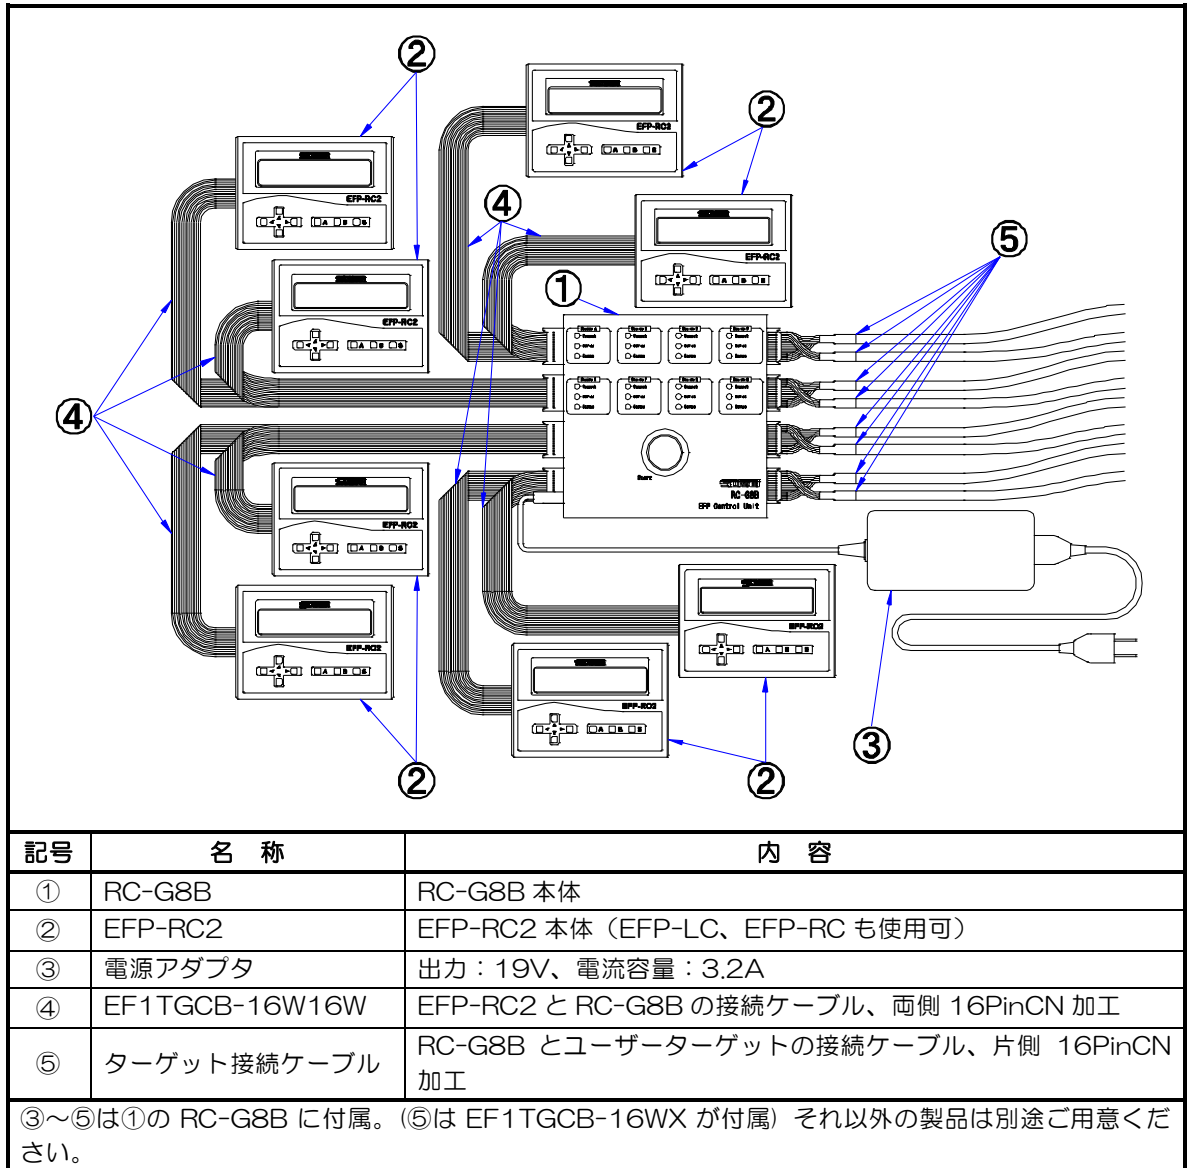 ②
②
EFP-RC2
EFP-RC2
A B S
④
⑤
EFP-RC2
A B S
EFP-RC2
A B S
①
EFP-RC2
A B S
④
EFP-RC2
A B S
Start
RC-G8B
EFP Control Unit
EFP-RC2
A B S
EFP-RC2
A B S
EFP-RC2
A B S
③
②
②
記号 名 称 内 容
① RC-G8B RC-G8B 本体
② EFP-RC2 EFP-RC2 本体（EFP-LC、EFP-RC も使用可）
③ 電源アダプタ 出力：19V、電流容量：3.2A
④ EF1TGCB-16W16W EFP-RC2 と RC-G8B の接続ケーブル、両側 16PinCN 加工
⑤ ターゲット接続ケーブル RC-G8B とユーザーターゲットの接続ケーブル、片側 16PinCN
加工
③～⑤は①の RC-G8B に付属。（⑤は EF1TGCB-16WX が付属）それ以外の製品は別途ご用意くだ
さい。